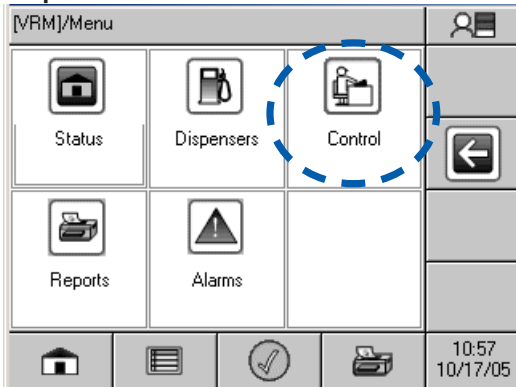 [VRM]/Menu
Status
Dispensers
Control
Reports
Alarms
10:57
10/17/05